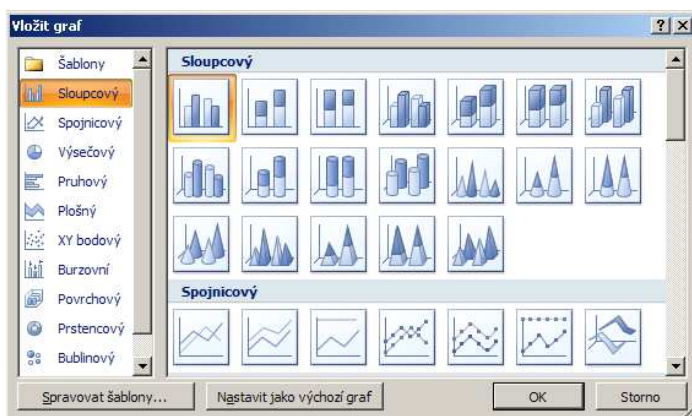 Vložit graf
Šablony
Sloupcový
Spojnicový
Výsečový
Pruhový
Plošný
XY bodový
Burzovní
Povrchový
Prstencový
Bublinový
Sloupcový
Spojnicový
Spravovat šablony...
Nastavit jako výchozí graf
OK
Storno